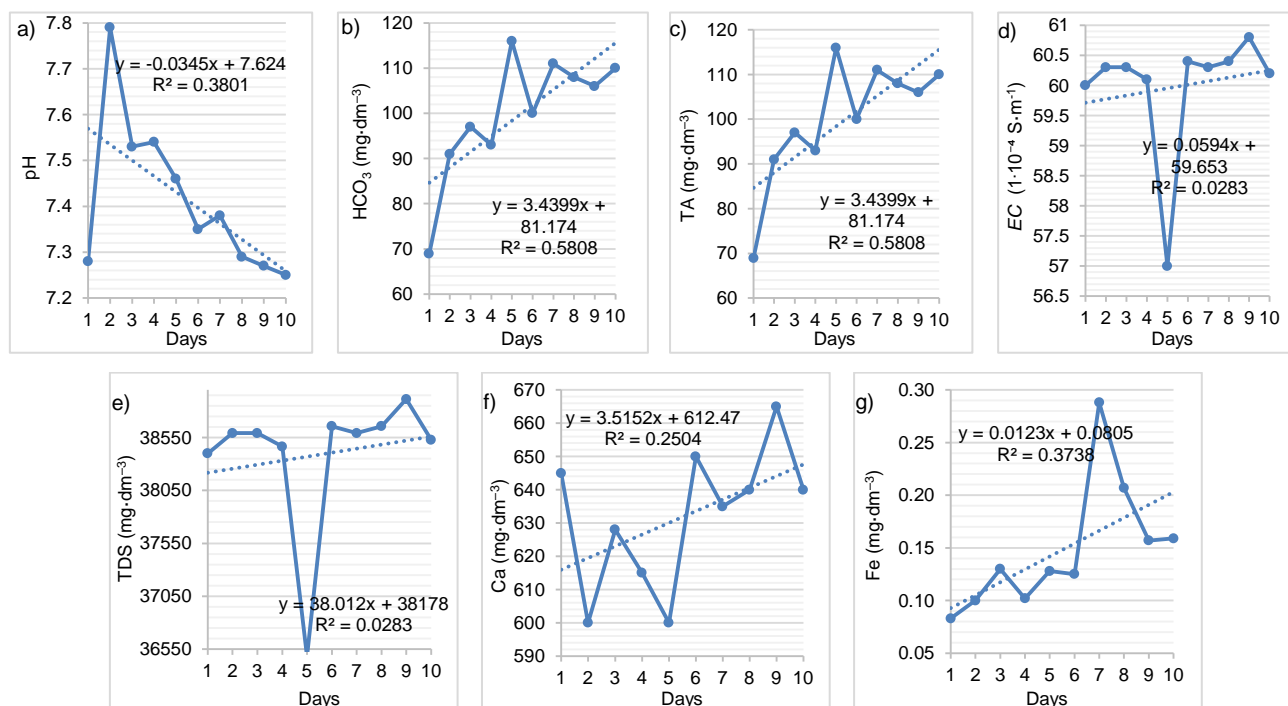 a)
7.8
7.7
7.6
7.5
7.4
7.3
7.2
pH
y = -0.0345x + 7.624
R² = 0.3801
1 2 3 4 5 6 7 8 9 10
Days
b)
120
110
100
90
80
70
60
HCO₃ (mg·dm⁻³)
y = 3.4399x +
81.174
R² = 0.5808
1 2 3 4 5 6 7 8 9 10
Days
c)
120
110
100
90
80
70
60
TA (mg·dm⁻³)
y = 3.4399x +
81.174
R² = 0.5808
1 2 3 4 5 6 7 8 9 10
Days
d)
61
60.5
60
59.5
59
58.5
58
57.5
57
56.5
EC (1·10⁻⁴ S·m⁻¹)
y = 0.0594x +
59.653
R² = 0.0283
1 2 3 4 5 6 7 8 9 10
Days
e)
38550
38050
37550
37050
36550
TDS (mg·dm⁻³)
y = 38.012x + 38178
R² = 0.0283
1 2 3 4 5 6 7 8 9 10
Days
f)
670
660
650
640
630
620
610
600
590
Ca (mg·dm⁻³)
y = 3.5152x + 612.47
R² = 0.2504
1 2 3 4 5 6 7 8 9 10
Days
g)
0.30
0.25
0.20
0.15
0.10
0.05
Fe (mg·dm⁻³)
y = 0.0123x + 0.0805
R² = 0.3738
1 2 3 4 5 6 7 8 9 10
Days